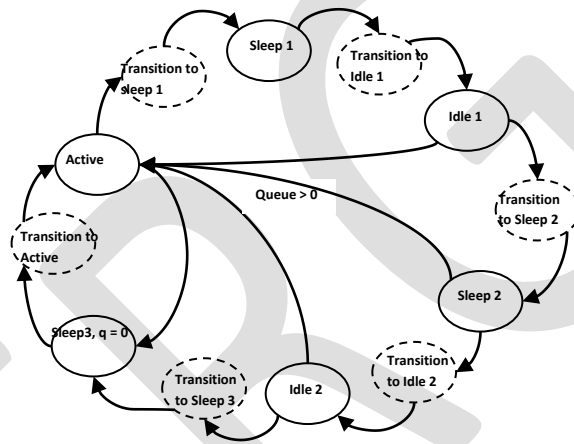 Sleep 1
Transition to
Idle 1
Transition to
sleep 1
Idle 1
Active
Queue > 0
Transition
to Sleep 2
Transition to
Active
Sleep 2
Sleep3, q = 0
Transition
to Idle 2
Transition
to Sleep 3
Idle 2